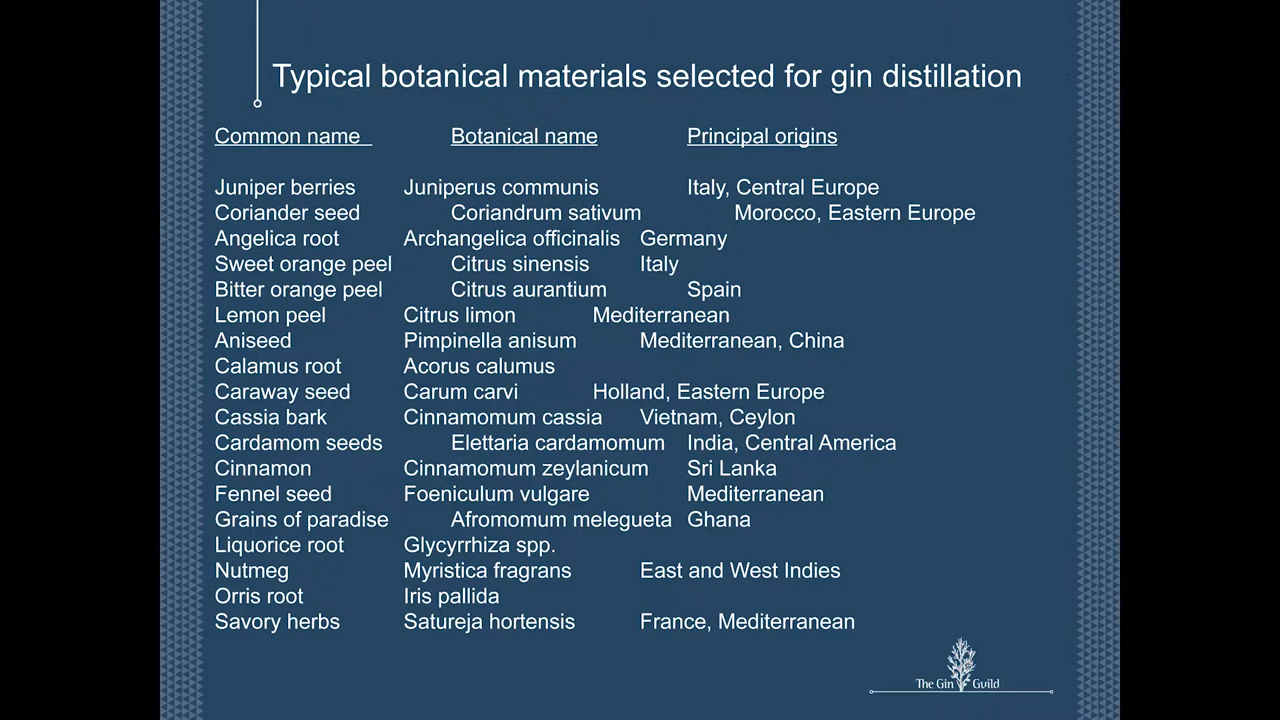 Typical botanical materials selected for gin distillation
Common name Botanical name Principal origins
Juniper berries Juniperus communis Italy, Central Europe
Coriander seed Coriandrum sativum Morocco, Eastern Europe
Angelica root Archangelica officinalis Germany
Sweet orange peel Citrus sinensis Italy
Bitter orange peel Citrus aurantium Spain
Lemon peel Citrus limon Mediterranean
Aniseed Pimpinella anisum Mediterranean, China
Calamus root Acorus calumus
Caraway seed Carum carvi Holland, Eastern Europe
Cassia bark Cinnamomum cassia Vietnam, Ceylon
Cardamom seeds Elettaria cardamomum India, Central America
Cinnamon Cinnamomum zeylanicum Sri Lanka
Fennel seed Foeniculum vulgare Mediterranean
Grains of paradise Afromomum melegueta Ghana
Liquorice root Glycyrrhiza spp.
Nutmeg Myristica fragrans East and West Indies
Orris root Iris pallida
Savory herbs Satureja hortensis France, Mediterranean
The Gin Guild